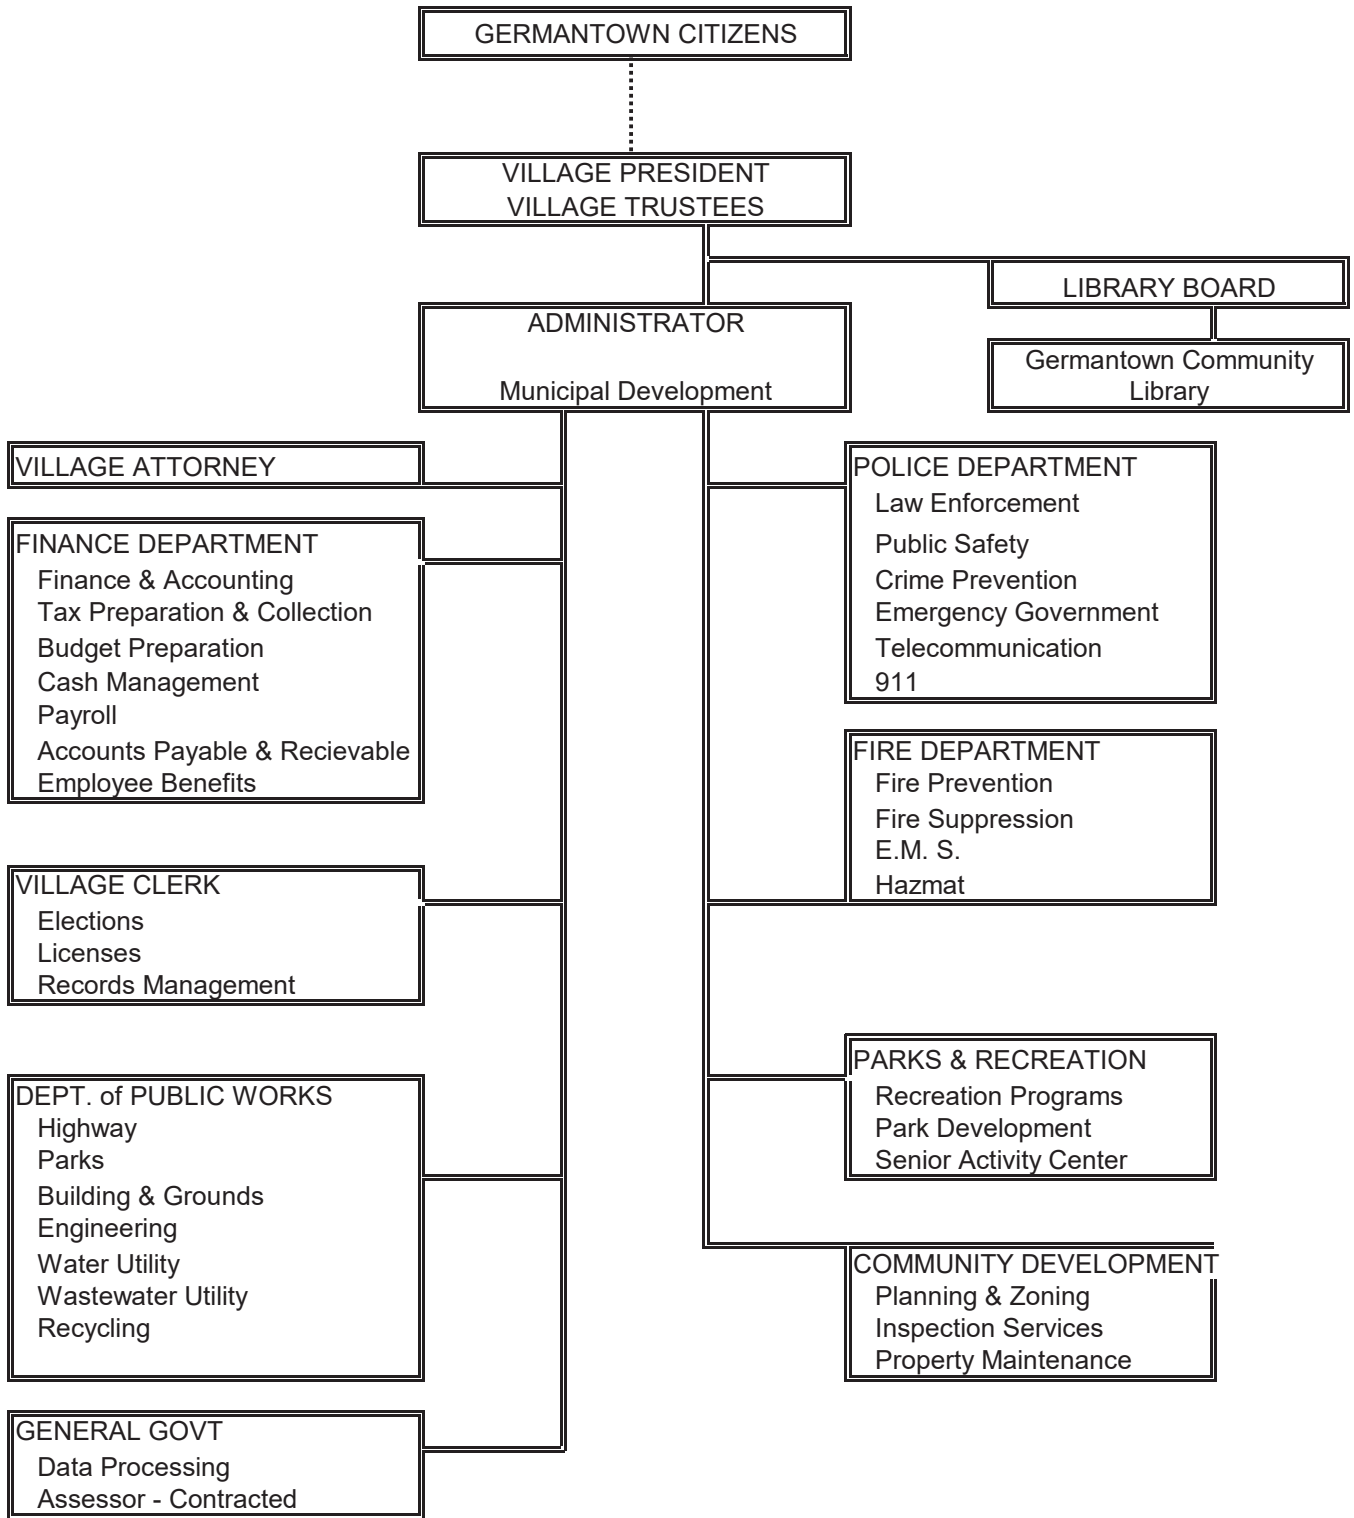 GERMANTOWN CITIZENS
VILLAGE PRESIDENT
VILLAGE TRUSTEES
LIBRARY BOARD
Germantown Community
Library
ADMINISTRATOR
Municipal Development
VILLAGE ATTORNEY
FINANCE DEPARTMENT
Finance & Accounting
Tax Preparation & Collection
Budget Preparation
Cash Management
Payroll
Accounts Payable & Recievable
Employee Benefits
VILLAGE CLERK
Elections
Licenses
Records Management
DEPT. of PUBLIC WORKS
Highway
Parks
Building & Grounds
Engineering
Water Utility
Wastewater Utility
Recycling
GENERAL GOVT
Data Processing
Assessor - Contracted
POLICE DEPARTMENT
Law Enforcement
Public Safety
Crime Prevention
Emergency Government
Telecommunication
911
FIRE DEPARTMENT
Fire Prevention
Fire Suppression
E.M. S.
Hazmat
PARKS & RECREATION
Recreation Programs
Park Development
Senior Activity Center
COMMUNITY DEVELOPMENT
Planning & Zoning
Inspection Services
Property Maintenance